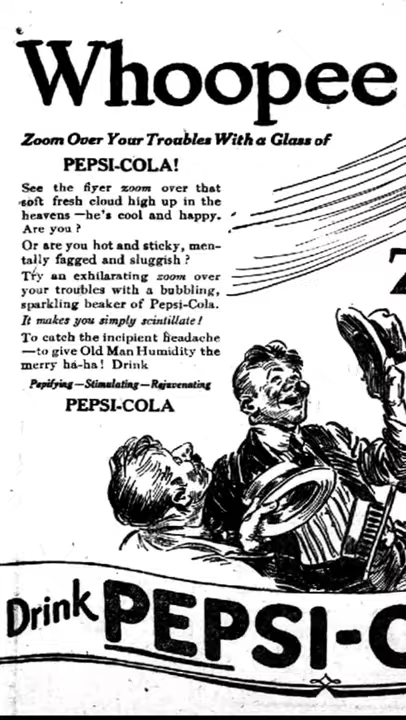 Whoopee
Zoom Over Your Troubles With a Glass of
PEPSI-COLA!
See the flyer zoom over that
soft fresh cloud high up in the
heavens—he's cool and happy.
Are you?
Or are you hot and sticky, men-
tally fagged and sluggish?
Try an exhilarating zoom over
your troubles with a bubbling,
sparkling beaker of Pepsi-Cola.
It makes you simply scintillate!
To catch the incipient headache
—to give Old Man Humidity the
merry ha-ha! Drink
Pepifying—Stimulating—Rejuvenating
PEPSI-COLA
Drink PEPSI-C